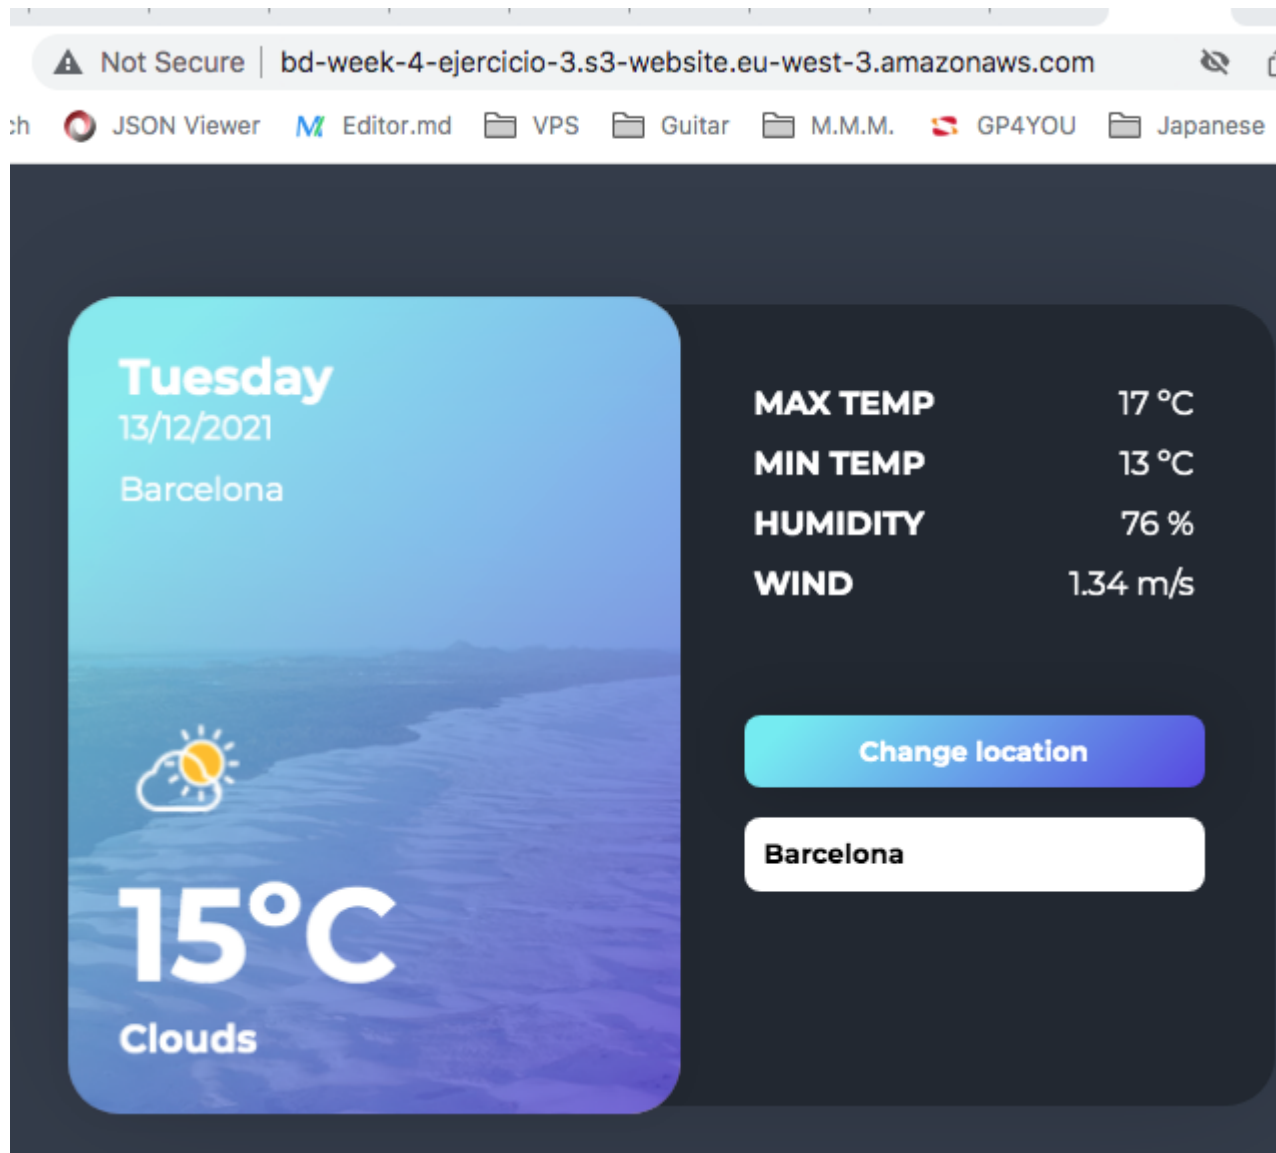 Not Secure | bd-week-4-ejercicio-3.s3-website.eu-west-3.amazonaws.com
JSON Viewer Editor.md VPS Guitar M.M.M. GP4YOU Japanese
Tuesday
13/12/2021
Barcelona
15°C
Clouds
MAX TEMP 17 °C
MIN TEMP 13 °C
HUMIDITY 76 %
WIND 1.34 m/s
Change location
Barcelona